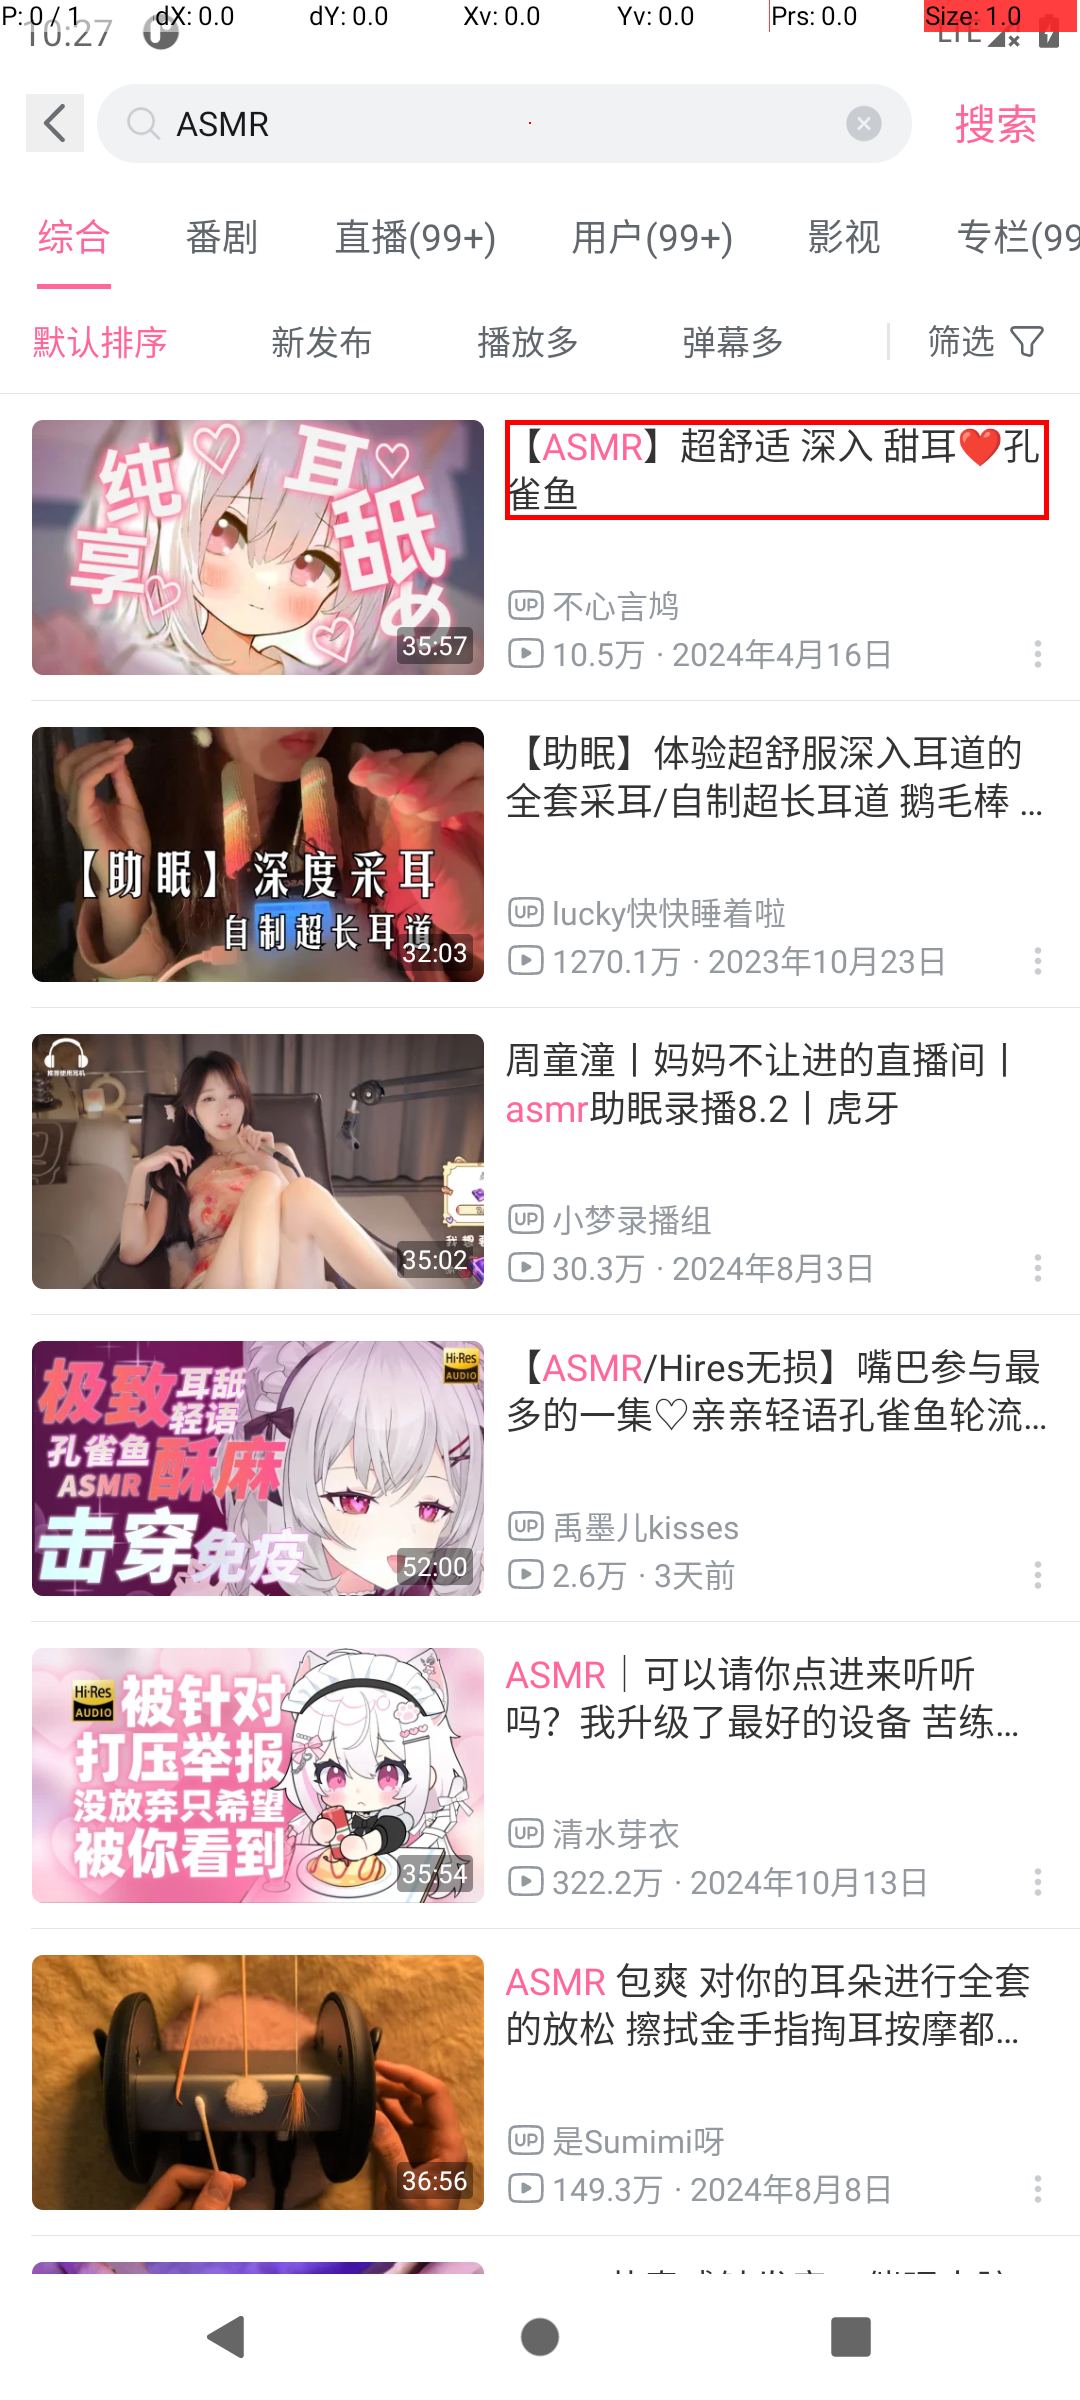 P: 0 / 1 dX: 0.0 dY: 0.0 Xv: 0.0 Yv: 0.0 Prs: 0.0 Size: 1.0
10:27 LTE
ASMR 搜索
综合 番剧 直播(99+) 用户(99+) 影视 专栏(99
默认排序 新发布 播放多 弹幕多 筛选
纯享 耳舐め
35:57
【ASMR】超舒适 深入 甜耳❤️孔
雀鱼
UP 不心言鸠
10.5万 · 2024年4月16日
【助眠】深度采耳
自制超长耳道
32:03
【助眠】体验超舒服深入耳道的
全套采耳/自制超长耳道 鹅毛棒 ...
UP lucky快快睡着啦
1270.1万 · 2023年10月23日
推荐使用耳机
35:02
周童潼丨妈妈不让进的直播间丨
asmr助眠录播8.2丨虎牙
UP 小梦录播组
30.3万 · 2024年8月3日
Hi-Res AUDIO
极致耳舐轻语
孔雀鱼
ASMR 酥麻
击穿免疫
52:00
【ASMR/Hires无损】嘴巴参与最
多的一集♡亲亲轻语孔雀鱼轮流...
UP 禹墨儿kisses
2.6万 · 3天前
Hi-Res AUDIO 被针对
打压举报
没放弃只希望
被你看到
35:54
ASMR｜可以请你点进来听听
吗？我升级了最好的设备 苦练...
UP 清水芽衣
322.2万 · 2024年10月13日
36:56
ASMR 包爽 对你的耳朵进行全套
的放松 擦拭金手指掏耳按摩都...
UP 是Sumimi呀
149.3万 · 2024年8月8日